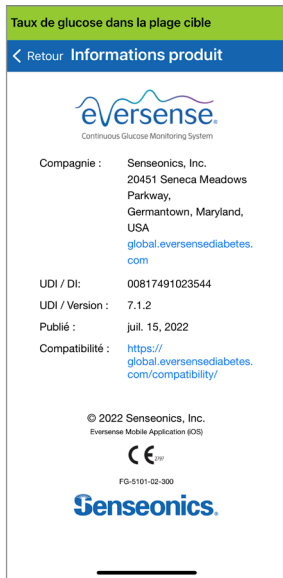 Taux de glucose dans la plage cible
Retour Informations produit
eversense.
Continuous Glucose Monitoring System
Compagnie : Senseonics, Inc.
20451 Seneca Meadows
Parkway,
Germantown, Maryland,
USA
global.eversensediabetes.
com
UDI / DI: 00817491023544
UDI / Version : 7.1.2
Publié : juil. 15, 2022
Compatibilité : https://
global.eversensediabetes.
com/compatibility/
© 2022 Senseonics, Inc.
Eversense Mobile Application (iOS)
CE 2797
FG-5101-02-300
Senseonics.